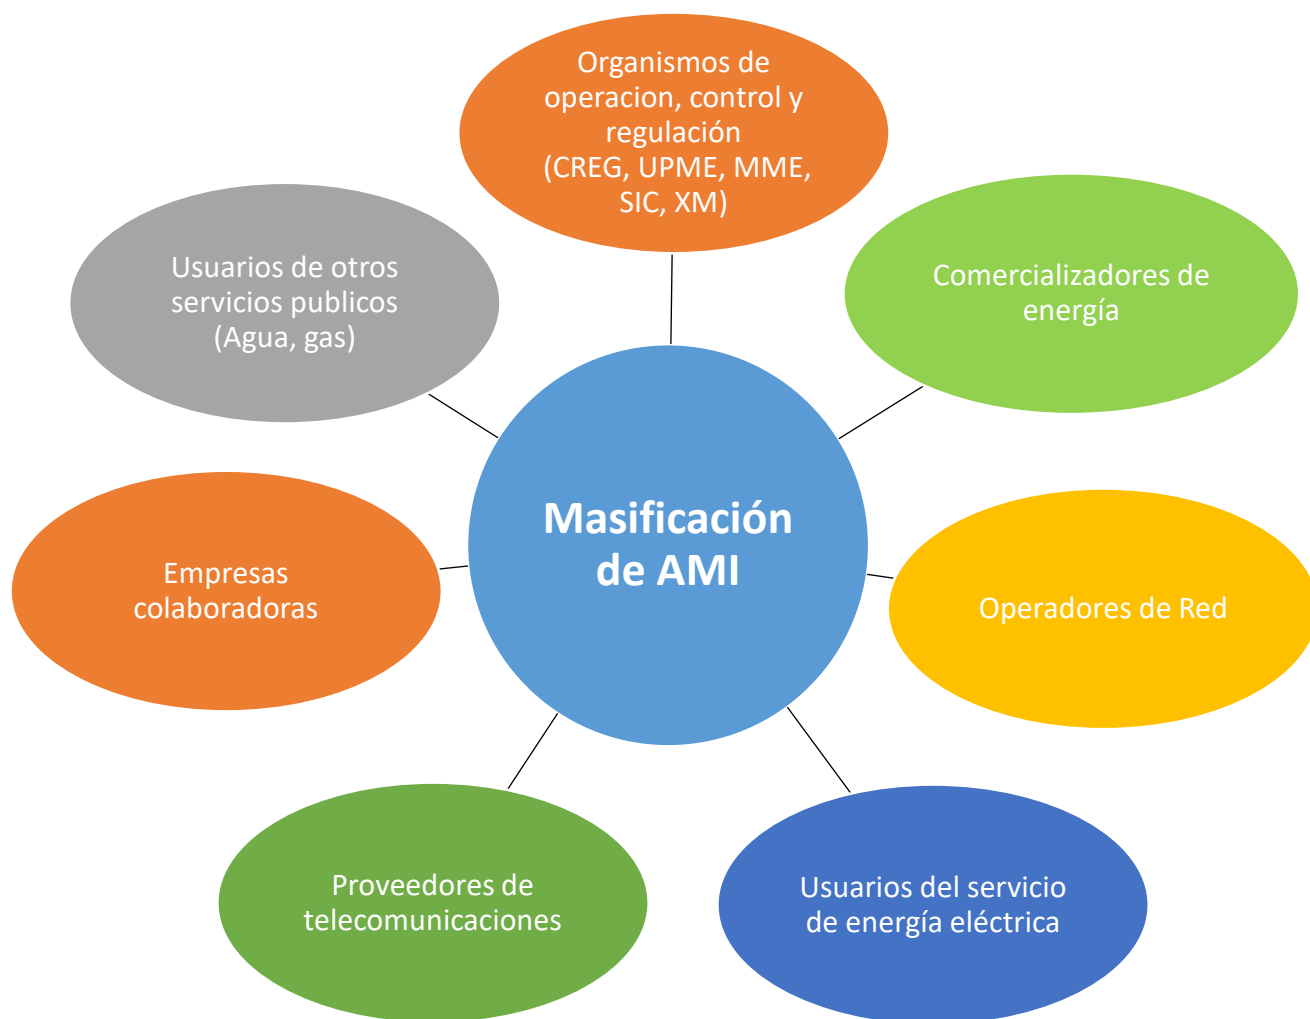 Organismos de
operacion, control y
regulación
(CREG, UPME, MME,
SIC, XM)
Usuarios de otros
servicios publicos
(Agua, gas)
Comercializadores de
energía
Masificación
de AMI
Empresas
colaboradoras
Operadores de Red
Proveedores de
telecomunicaciones
Usuarios del servicio
de energía eléctrica